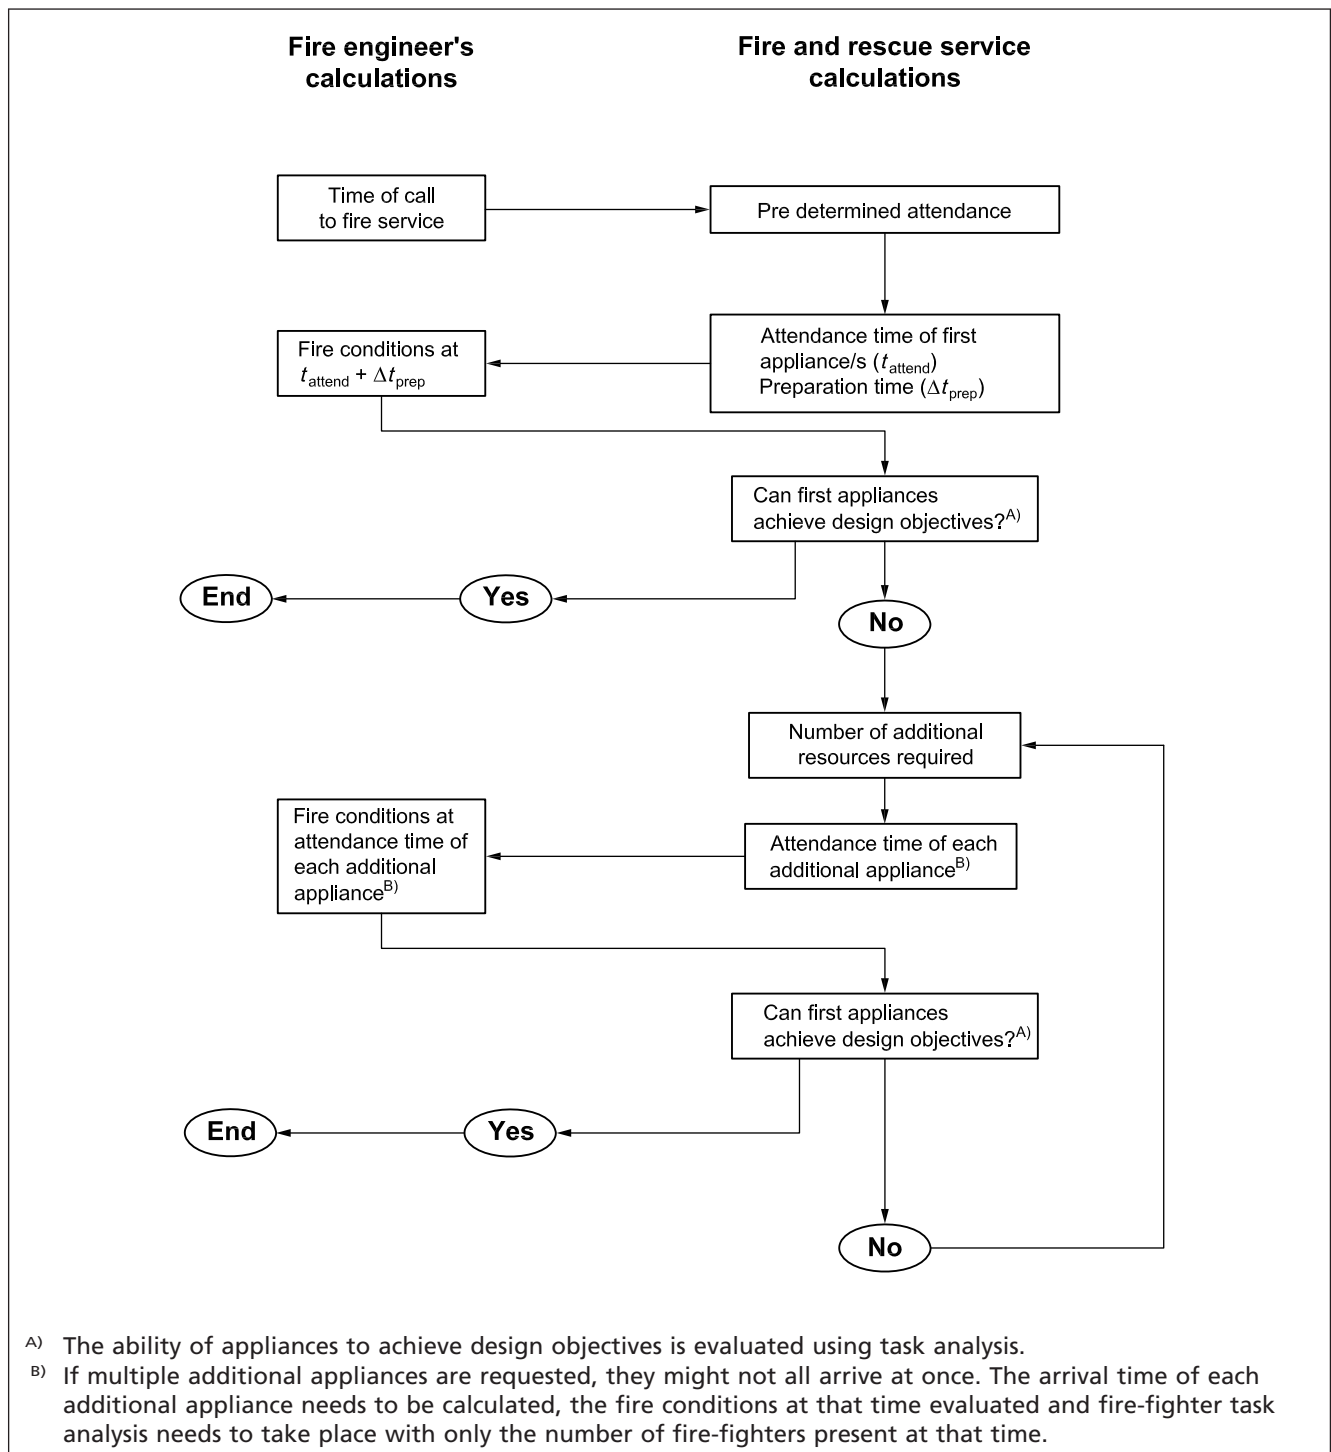 Fire engineer's
calculations
Fire and rescue service
calculations
Time of call
to fire service
Pre determined attendance
Attendance time of first
appliance/s (tattend)
Preparation time (Δtprep)
Fire conditions at
tattend + Δtprep
Can first appliances
achieve design objectives?A)
End
Yes
No
Number of additional
resources required
Attendance time of each
additional applianceB)
Fire conditions at
attendance time of
each additional
applianceB)
Can first appliances
achieve design objectives?A)
End
Yes
No
A) The ability of appliances to achieve design objectives is evaluated using task analysis.
B) If multiple additional appliances are requested, they might not all arrive at once. The arrival time of each
additional appliance needs to be calculated, the fire conditions at that time evaluated and fire-fighter task
analysis needs to take place with only the number of fire-fighters present at that time.